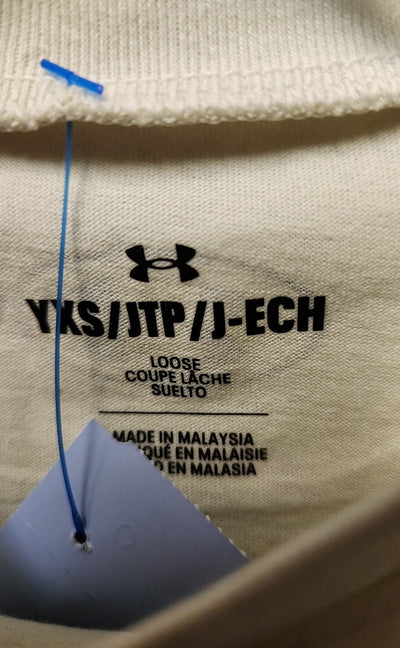 YXS/JTP/J-ECH
LOOSE
COUPE LÂCHE
SUELTO
MADE IN MALAYSIA
EN MALAISIE
EN MALASIA